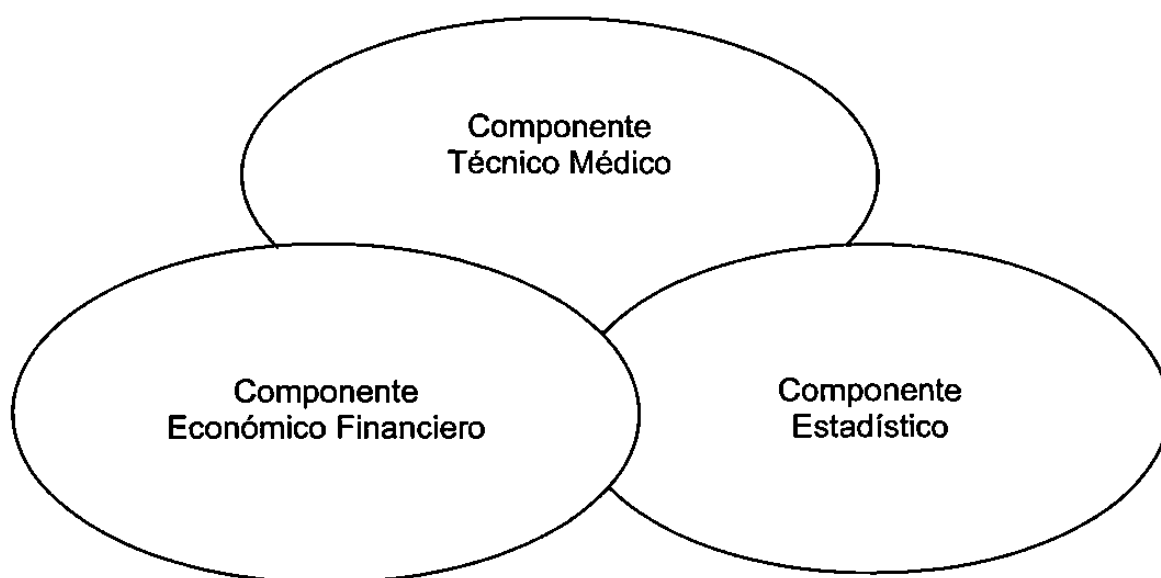 Componente
Técnico Médico
Componente
Económico Financiero
Componente
Estadístico